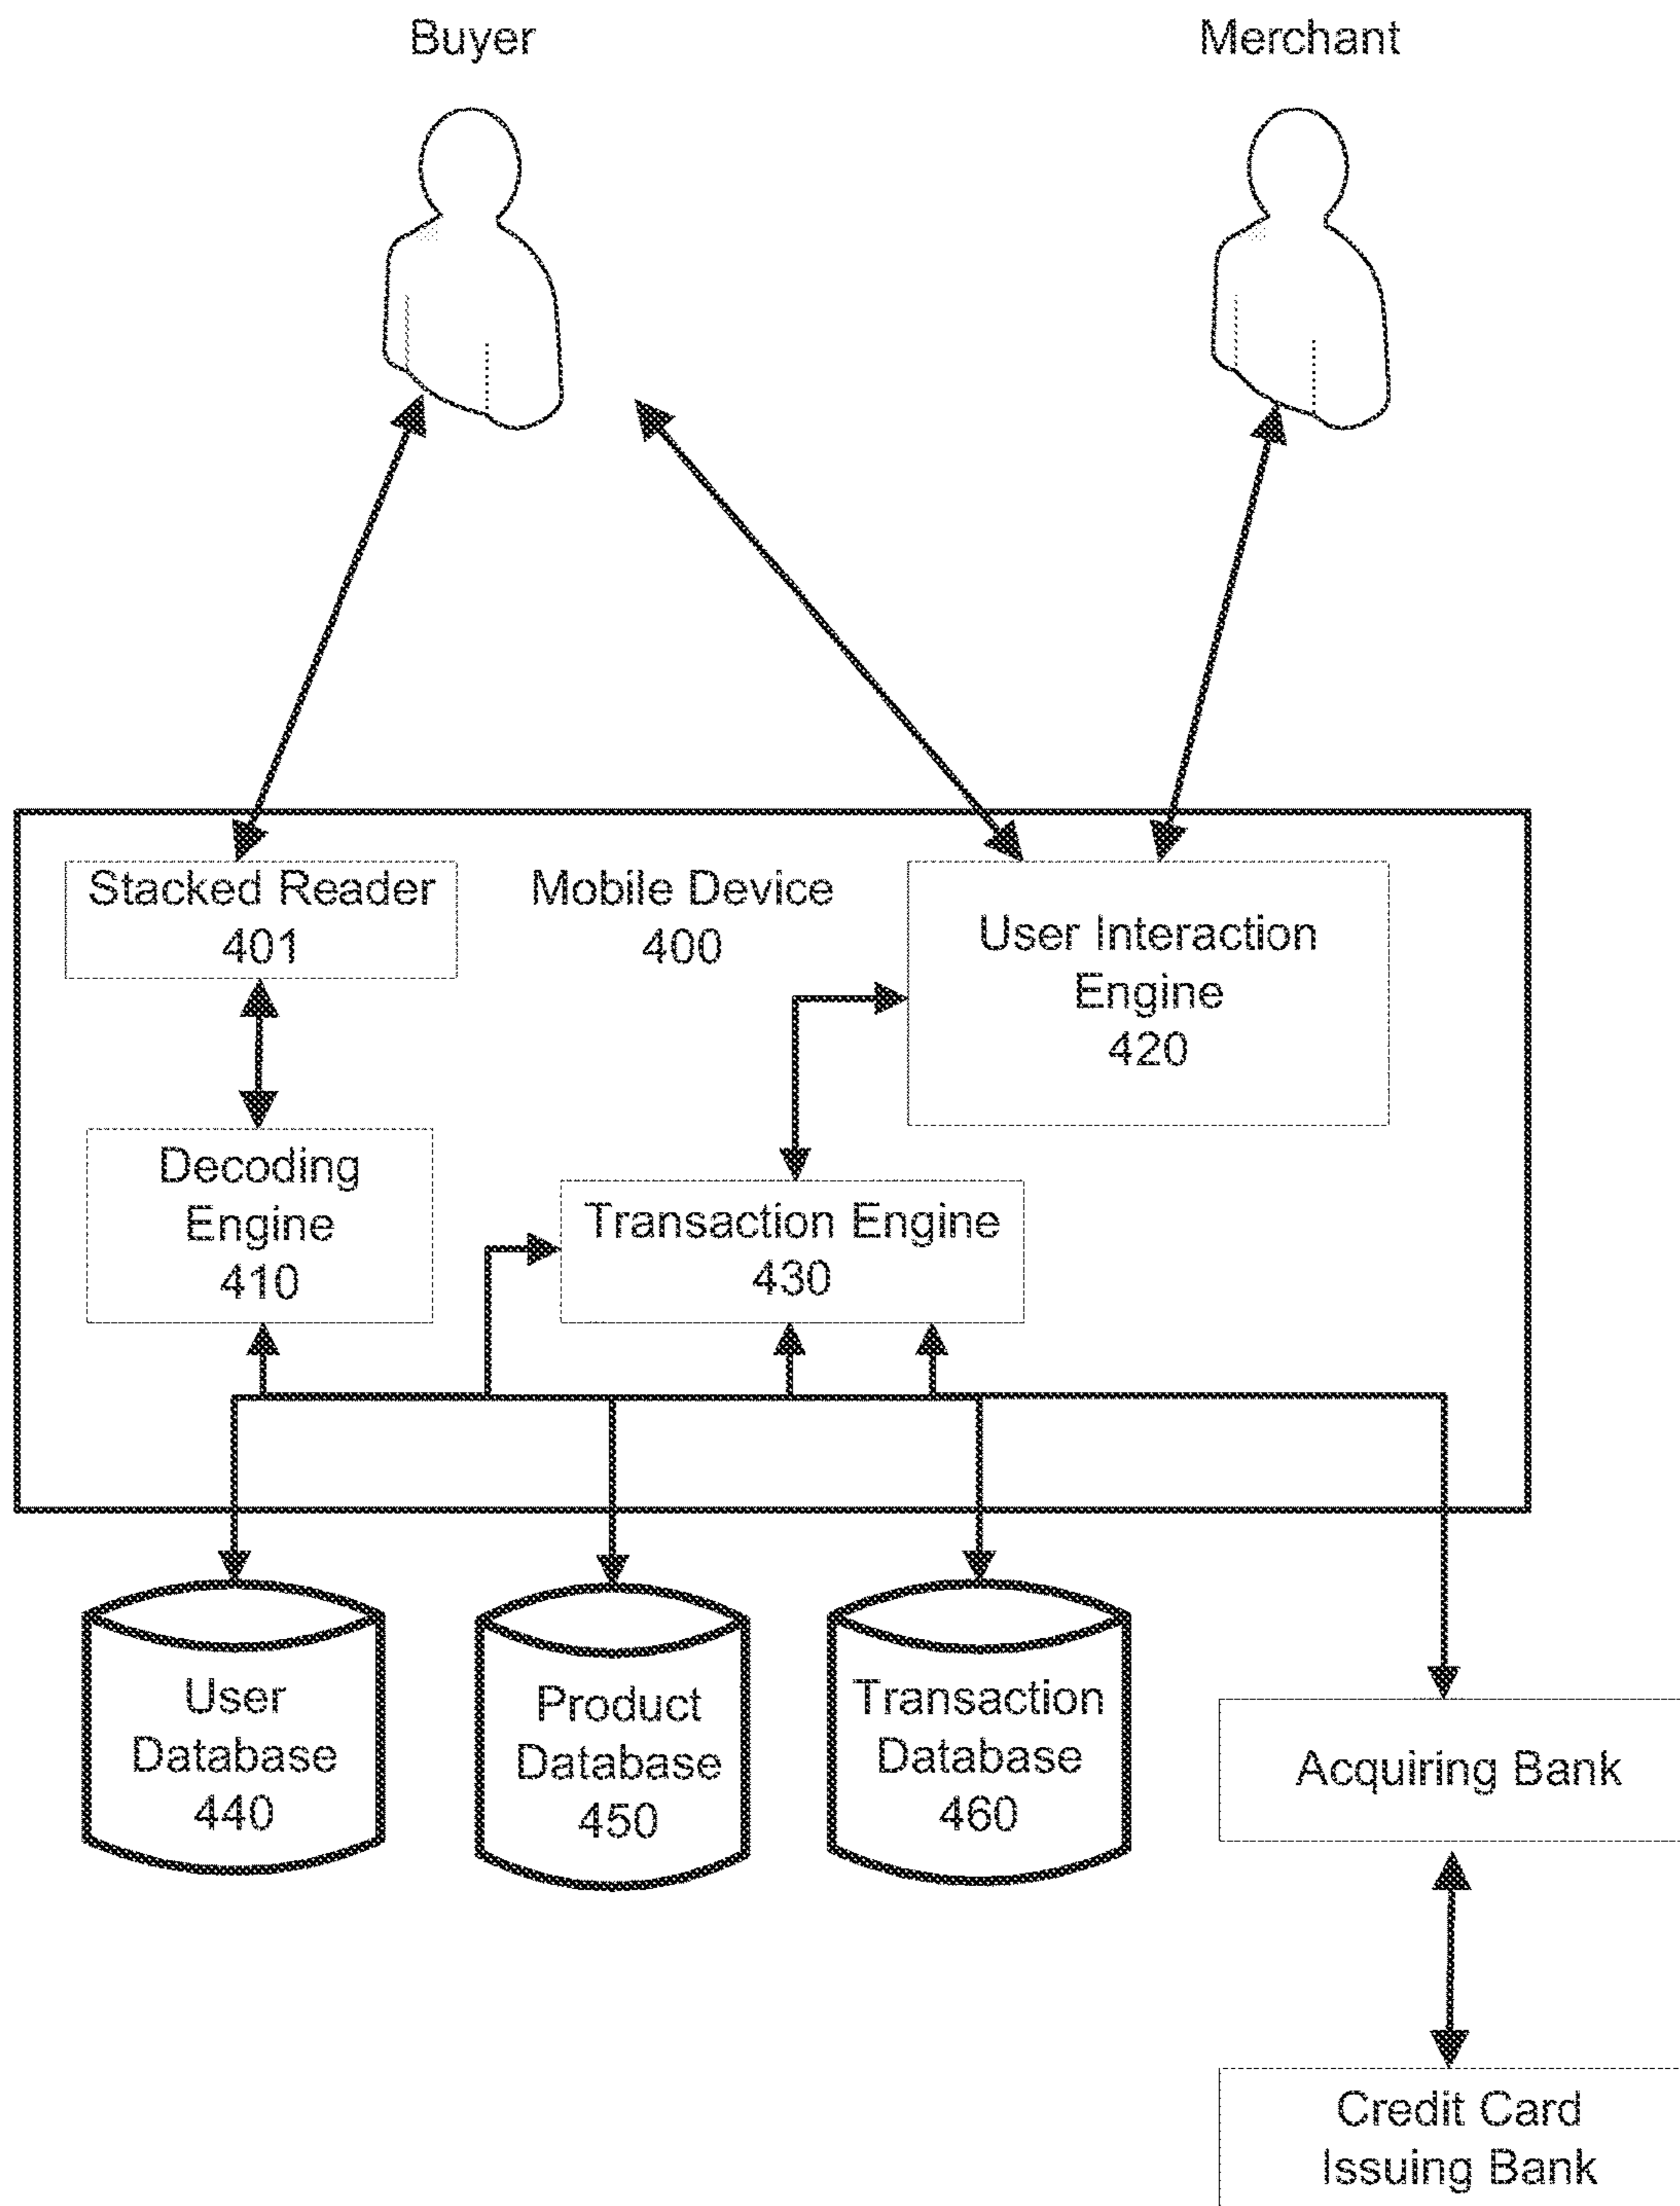 Buyer
Merchant
Stacked Reader
401
Mobile Device
400
User Interaction
Engine
420
Decoding
Engine
410
Transaction Engine
430
User
Database
440
Product
Database
450
Transaction
Database
460
Acquiring Bank
Credit Card
Issuing Bank